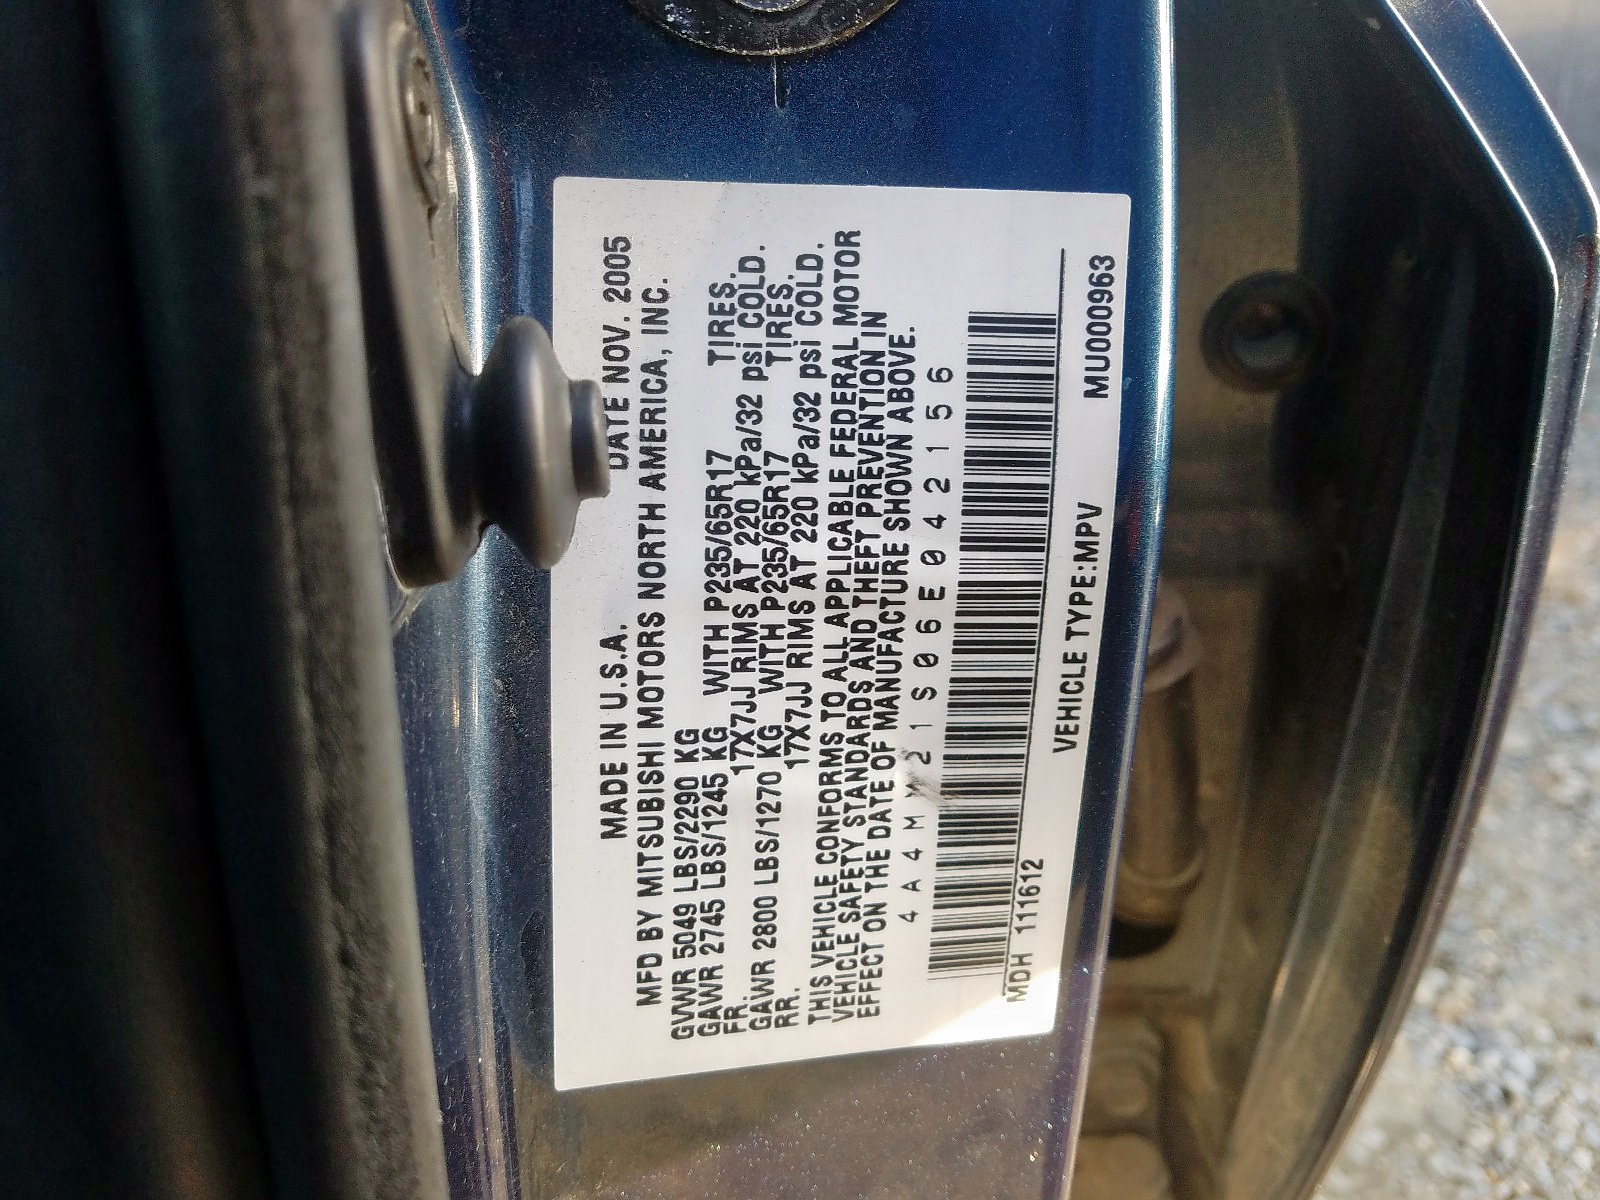 MADE IN U.S.A. DATE NOV. 2005
MFD BY MITSUBISHI MOTORS NORTH AMERICA, INC.
GVWR 5049 LBS/2290 KG
GAWR 2745 LBS/1245 KG WITH P235/65R17 TIRES.
FR. 17X7JJ RIMS AT 220 kPa/32 psi COLD.
GAWR 2800 LBS/1270 KG WITH P235/65R17 TIRES.
RR. 17X7JJ RIMS AT 220 kPa/32 psi COLD.
THIS VEHICLE CONFORMS TO ALL APPLICABLE FEDERAL MOTOR
VEHICLE SAFETY STANDARDS AND THEFT PREVENTION IN
EFFECT ON THE DATE OF MANUFACTURE SHOWN ABOVE.
4A4MM21S06E042156
MDH 111612 VEHICLE TYPE:MPV MU000963